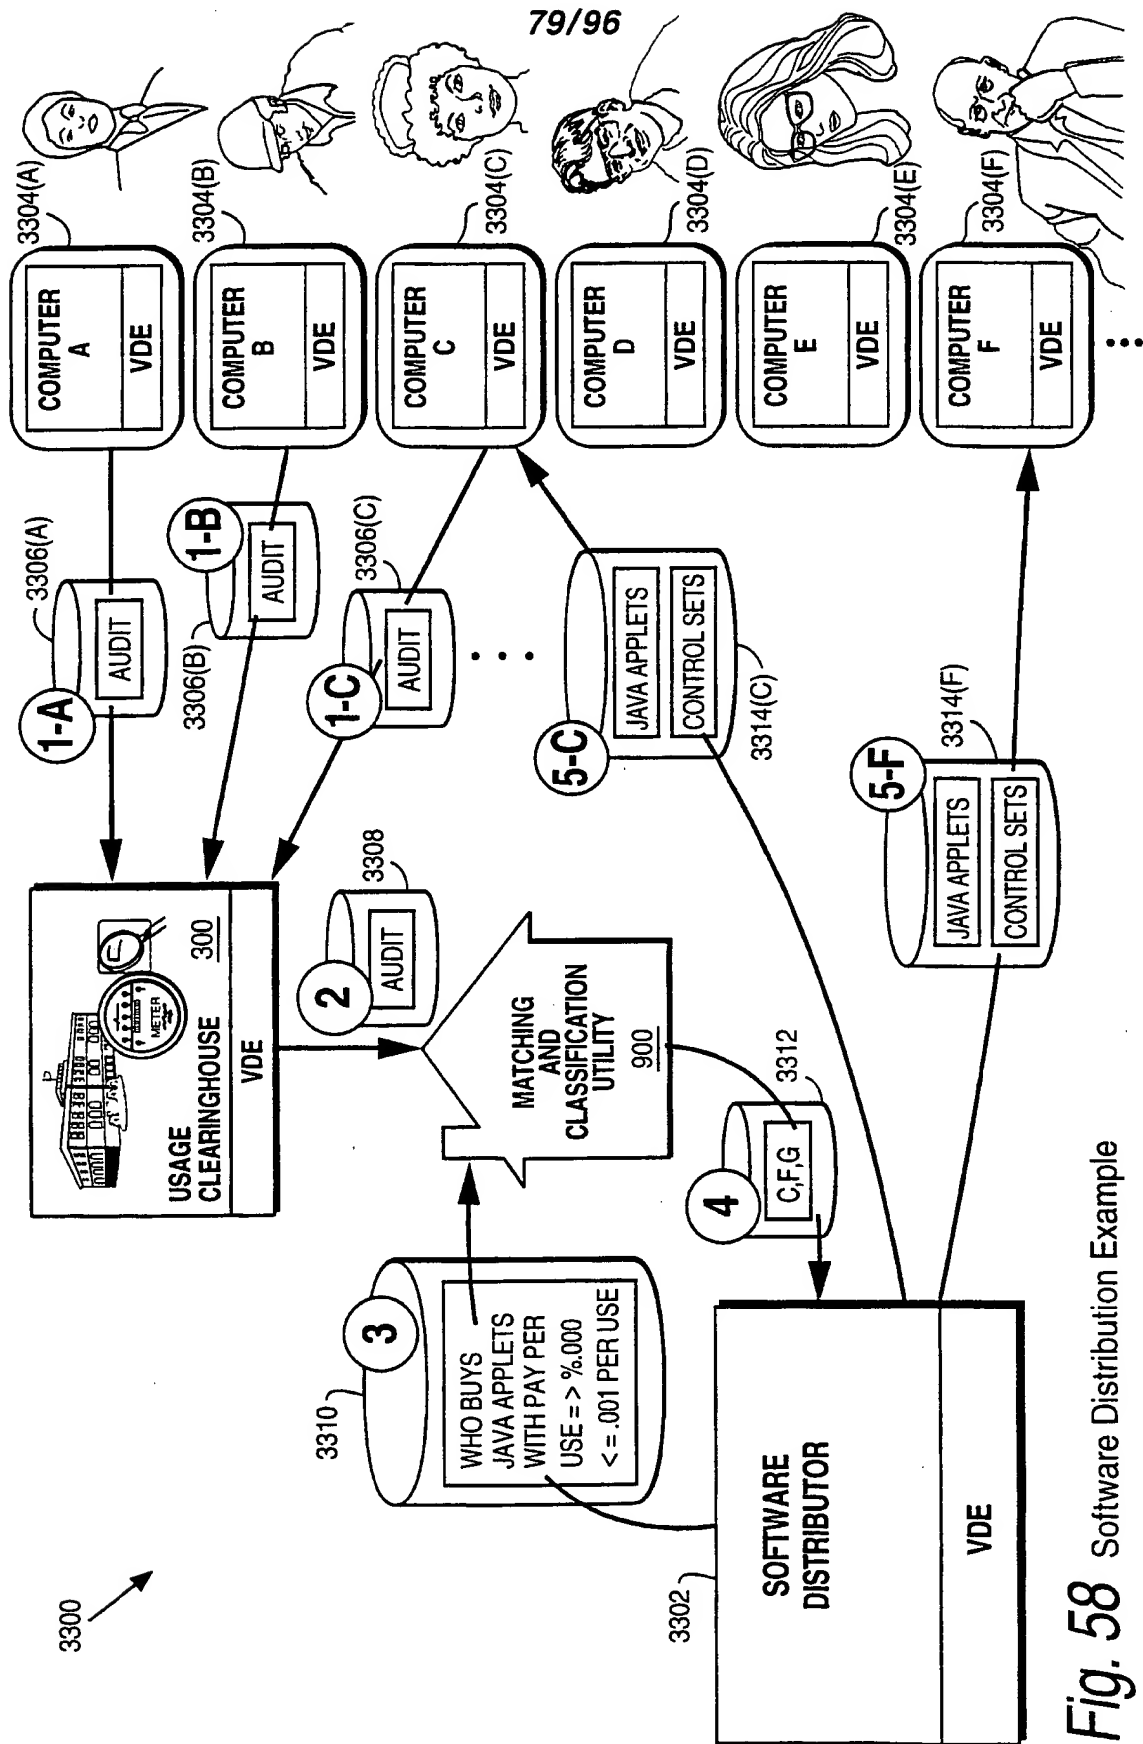 79/96
3300
USAGE
CLEARINGHOUSE
300
METER
VDE
1-A
AUDIT
3306(A)
1-B
AUDIT
3306(B)
1-C
AUDIT
3306(C)
COMPUTER
A
VDE
3304(A)
COMPUTER
B
VDE
3304(B)
COMPUTER
C
VDE
3304(C)
COMPUTER
D
VDE
3304(D)
COMPUTER
E
VDE
3304(E)
COMPUTER
F
VDE
3304(F)
2
AUDIT
3308
MATCHING
AND
CLASSIFICATION
UTILITY
900
3310
3
WHO BUYS
JAVA APPLETS
WITH PAY PER
USE = > %.000
< = .001 PER USE
4
C,F,G
3312
5-C
JAVA APPLETS
CONTROL SETS
3314(C)
5-F
JAVA APPLETS
CONTROL SETS
3314(F)
3302
SOFTWARE
DISTRIBUTOR
VDE
Fig. 58 Software Distribution Example